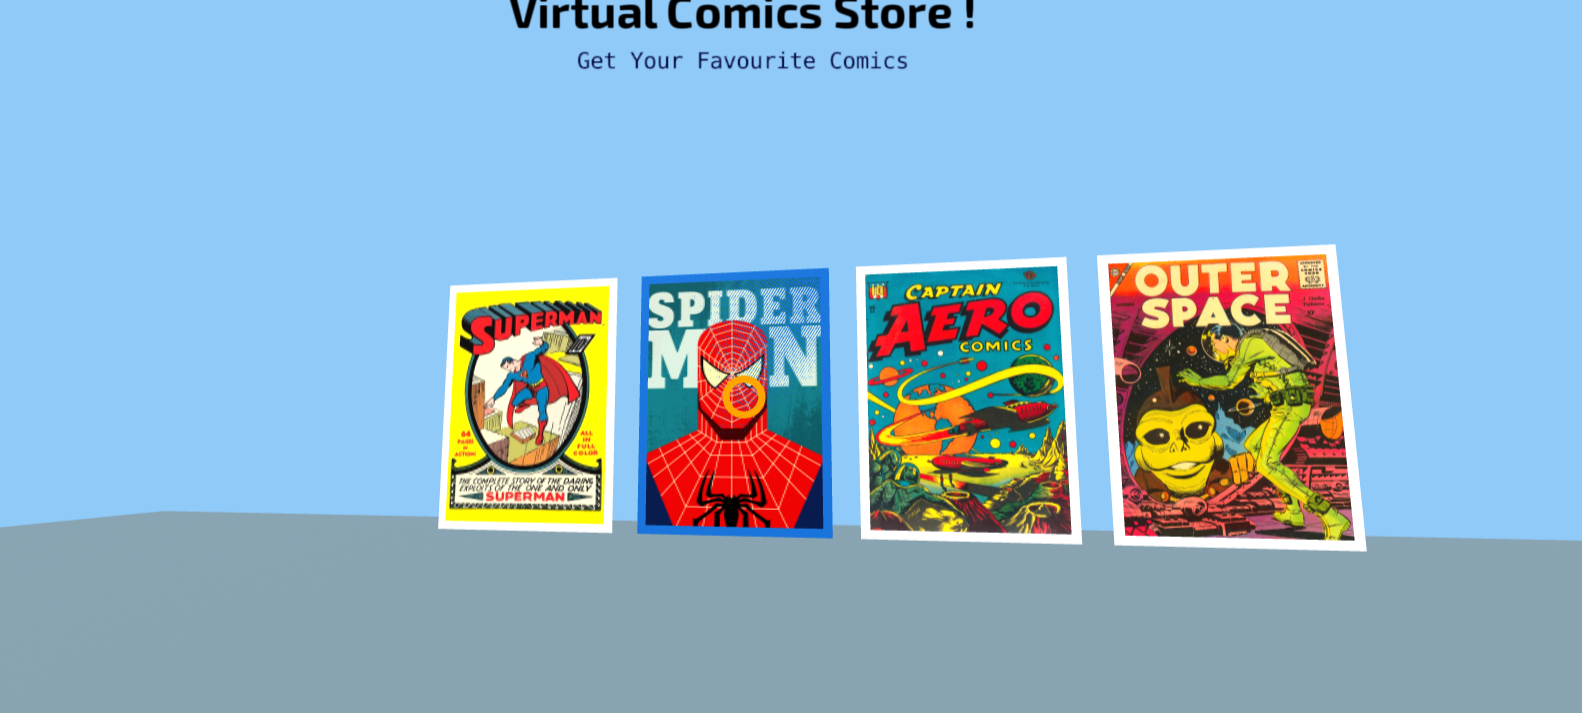 Virtual Comics Store !
Get Your Favourite Comics
SUPERMAN
10¢
64
PAGES
OF
ACTION!
ALL
IN
FULL
COLOR
THE COMPLETE STORY OF THE DARING
EXPLOITS OF THE ONE AND ONLY
SUPERMAN
SPIDER
MAN
CAPTAIN
AERO
COMICS
OUTER
SPACE